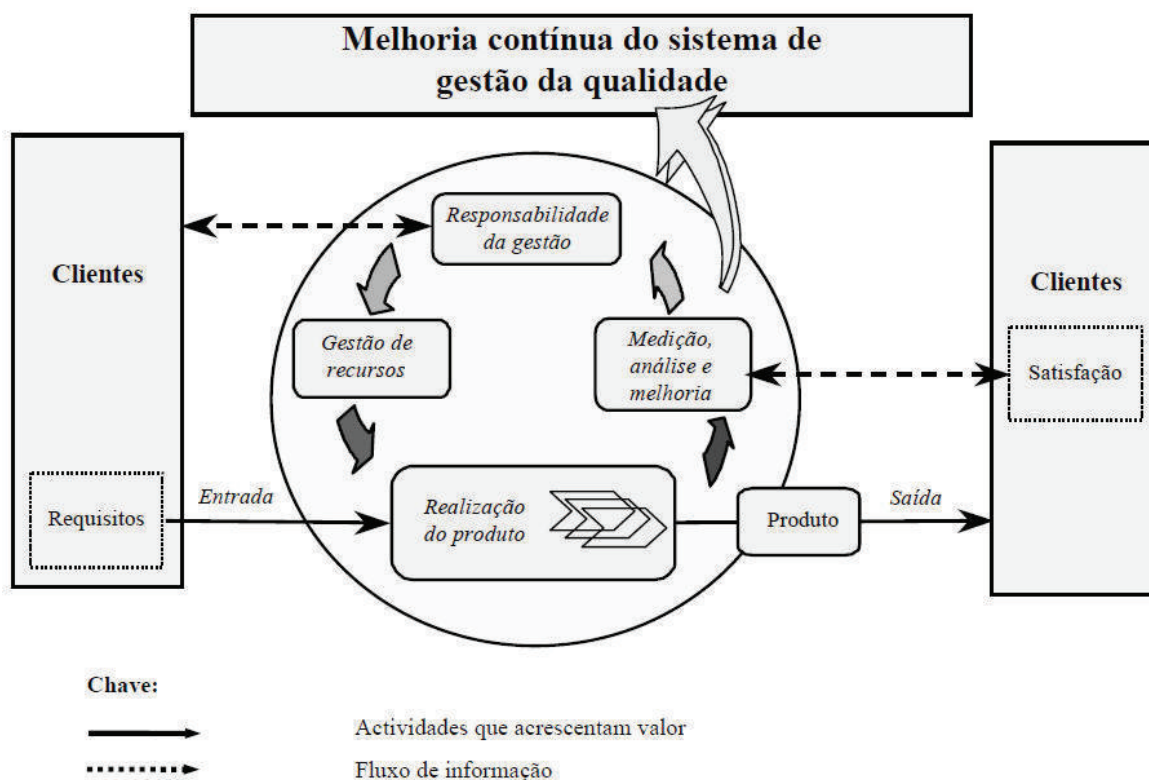 Melhoria contínua do sistema de
gestão da qualidade
Clientes
Requisitos
Entrada
Responsabilidade
da gestão
Gestão de
recursos
Medição,
análise e
melhoria
Realização
do produto
Produto
Saída
Clientes
Satisfação
Chave:
Actividades que acrescentam valor
Fluxo de informação